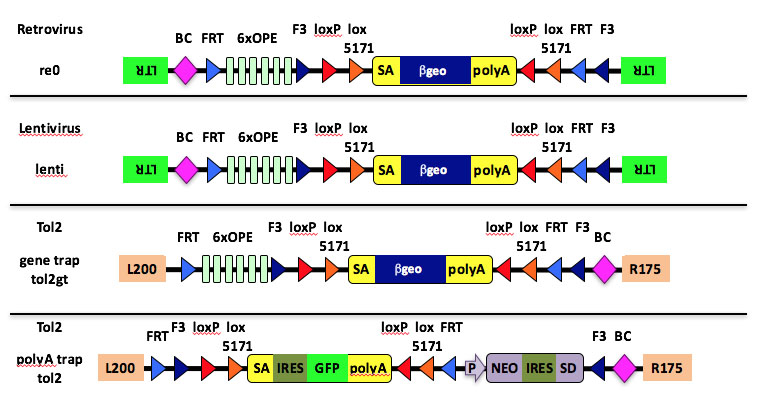 Retrovirus
re0
BC FRT 6xOPE F3 loxP lox loxP lox FRT F3
5171 5171
LTR SA βgeo polyA LTR
Lentivirus
lenti
BC FRT 6xOPE F3 loxP lox loxP lox FRT F3
5171 5171
LTR SA βgeo polyA LTR
Tol2
gene trap
tol2gt
FRT 6xOPE F3 loxP lox loxP lox FRT F3 BC
5171 5171
L200 SA βgeo polyA R175
Tol2
polyA trap
tol2
FRT F3 loxP lox loxP lox FRT F3 BC
5171 5171
L200 SA IRES GFP polyA P NEO IRES SD R175